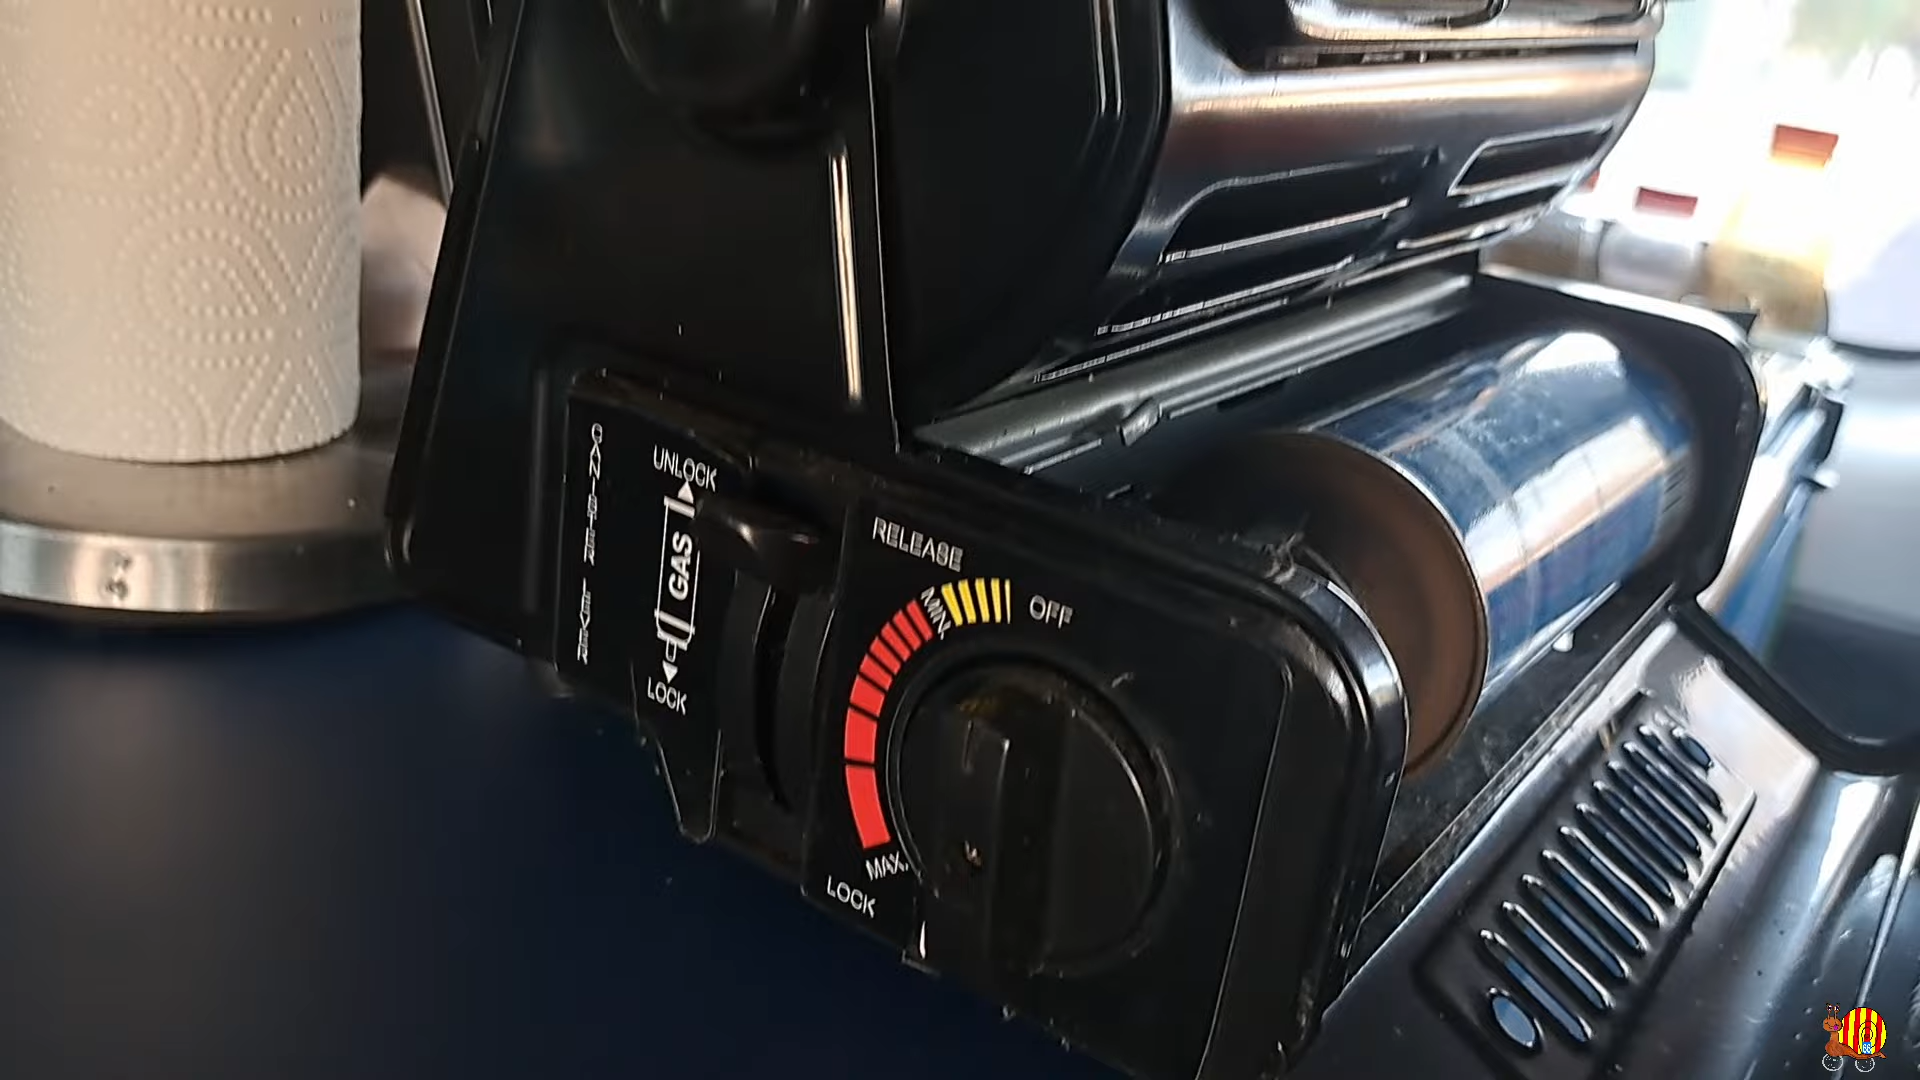 CANISTER LEVER
UNLOCK
GAS
LOCK
RELEASE
MIN.
OFF
MAX.
LOCK